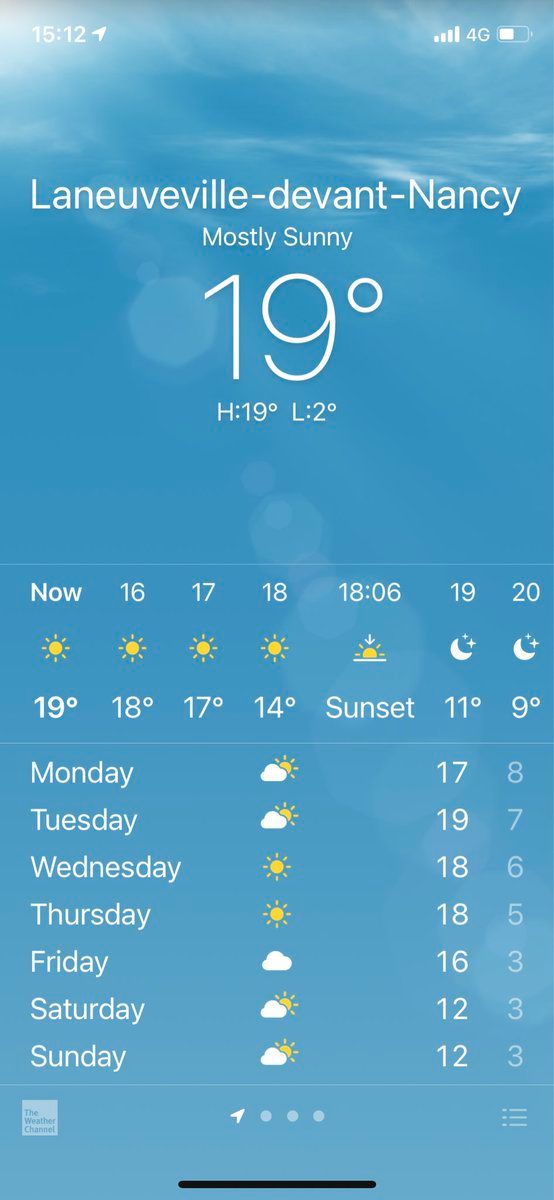 15:12 4G
Laneuveville-devant-Nancy
Mostly Sunny
19°
H:19° L:2°
Now 16 17 18 18:06 19 20
19° 18° 17° 14° Sunset 11° 9°
Monday 17 8
Tuesday 19 7
Wednesday 18 6
Thursday 18 5
Friday 16 3
Saturday 12 3
Sunday 12 3
The
Weather
Channel